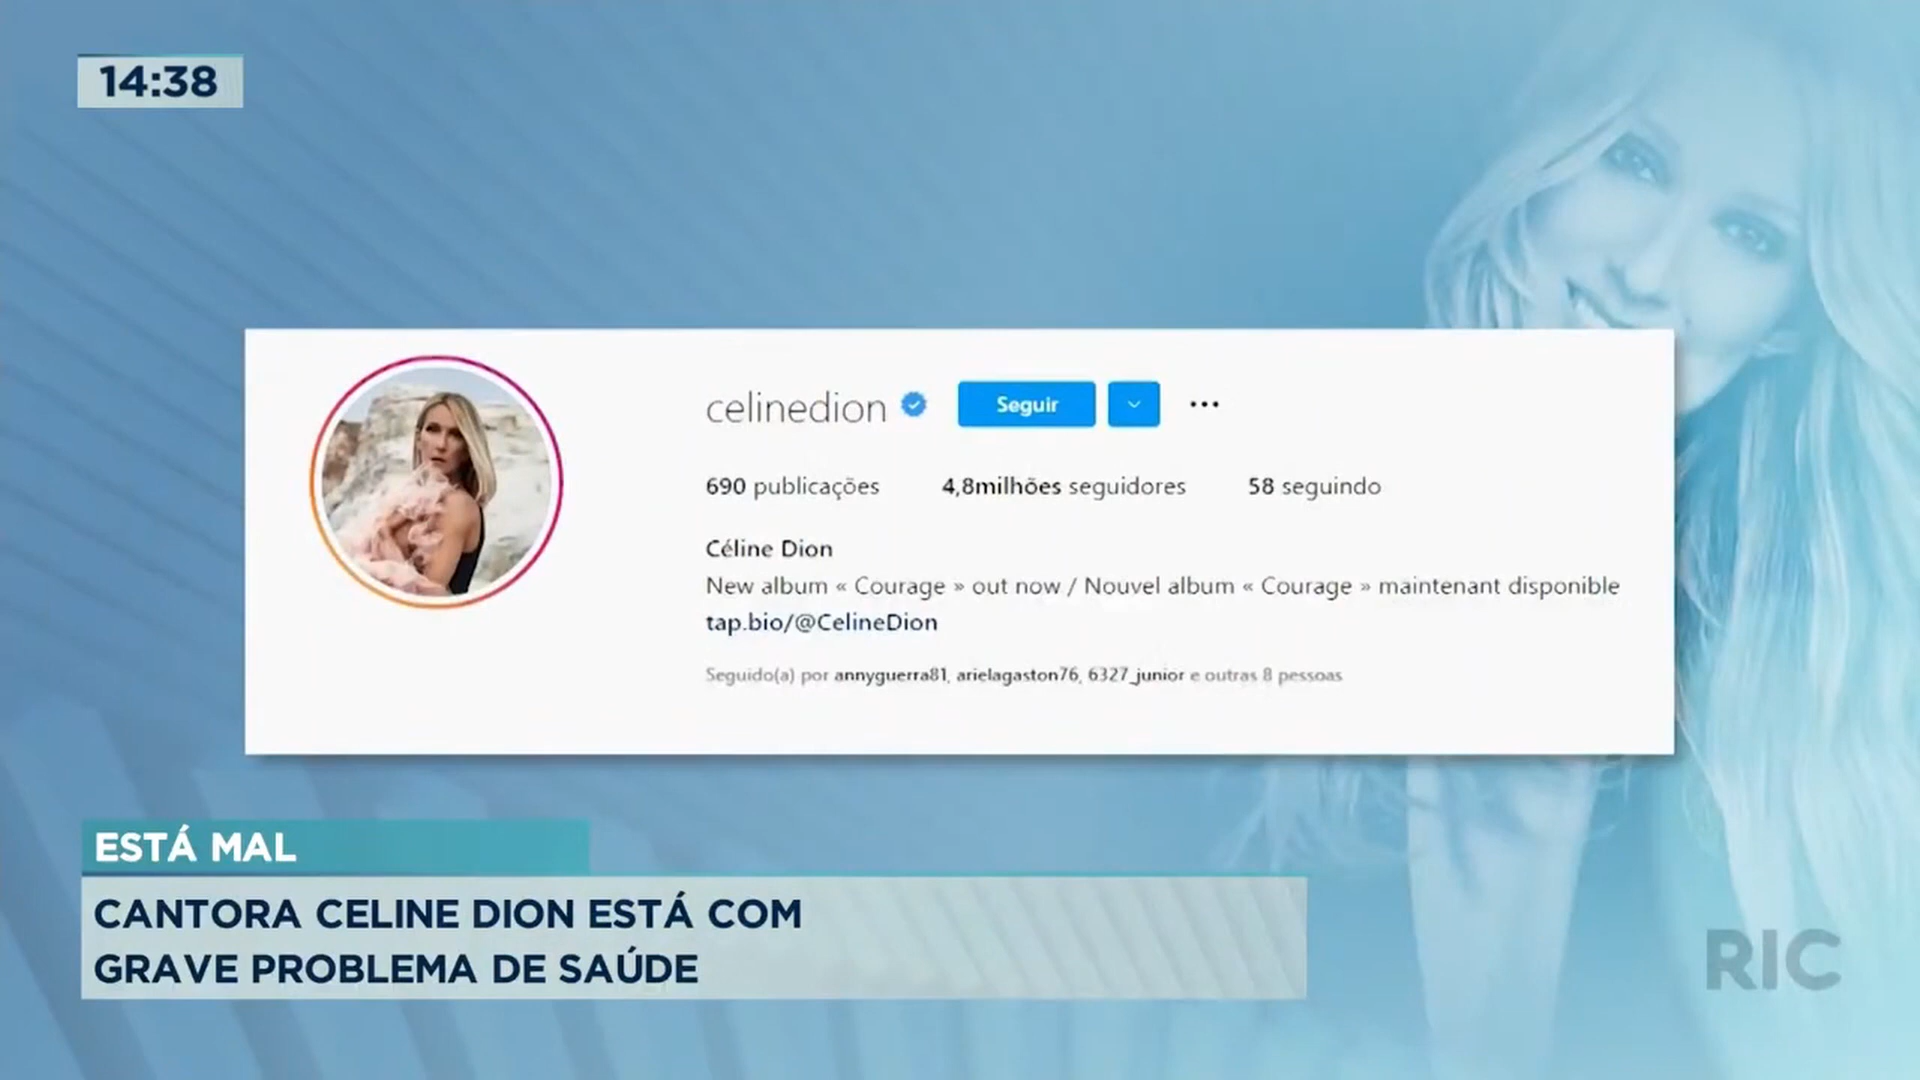 14:38
celinedion
Seguir
690 publicações 4,8milhões seguidores 58 seguindo
Céline Dion
New album « Courage » out now / Nouvel album « Courage » maintenant disponible
tap.bio/@CelineDion
Seguido(a) por annyguerra81, arielagaston76, 6327_junior e outras 8 pessoas
ESTÁ MAL
CANTORA CELINE DION ESTÁ COM
GRAVE PROBLEMA DE SAÚDE
RIC